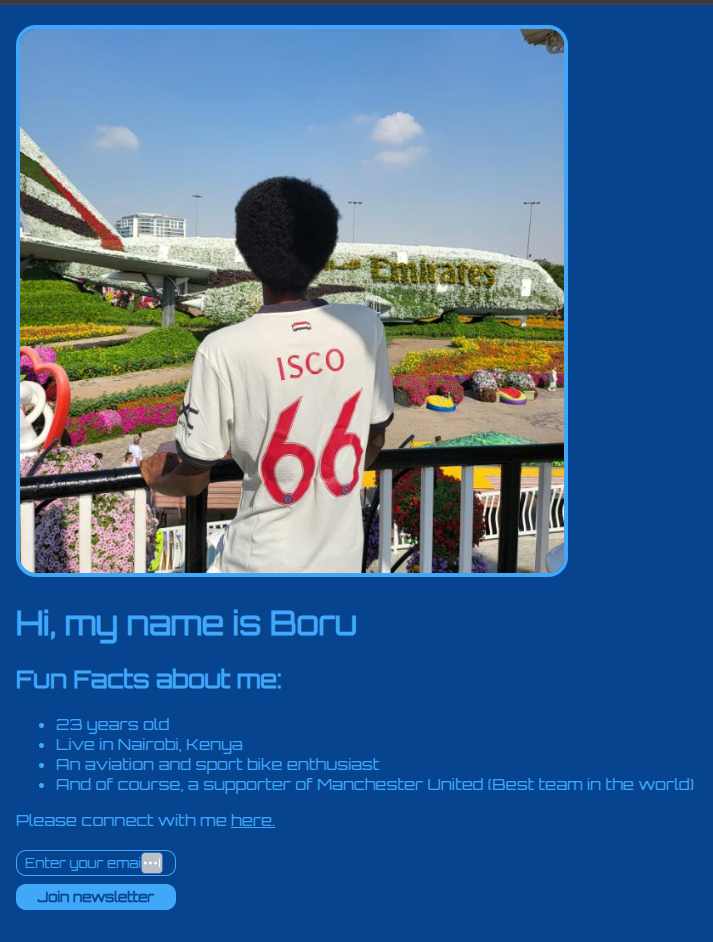 Emirates
ISCO
66
Hi, my name is Boru
Fun Facts about me:
23 years old
Live in Nairobi, Kenya
An aviation and sport bike enthusiast
And of course, a supporter of Manchester United (Best team in the world)
Please connect with me here.
Enter your emai
Join newsletter